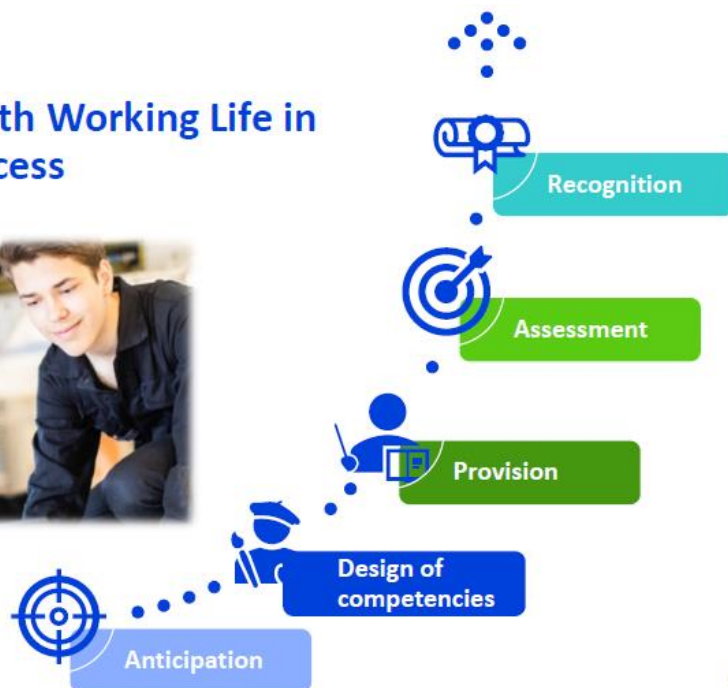 th Working Life in
cess
Recognition
Assessment
Provision
Design of
competencies
Anticipation